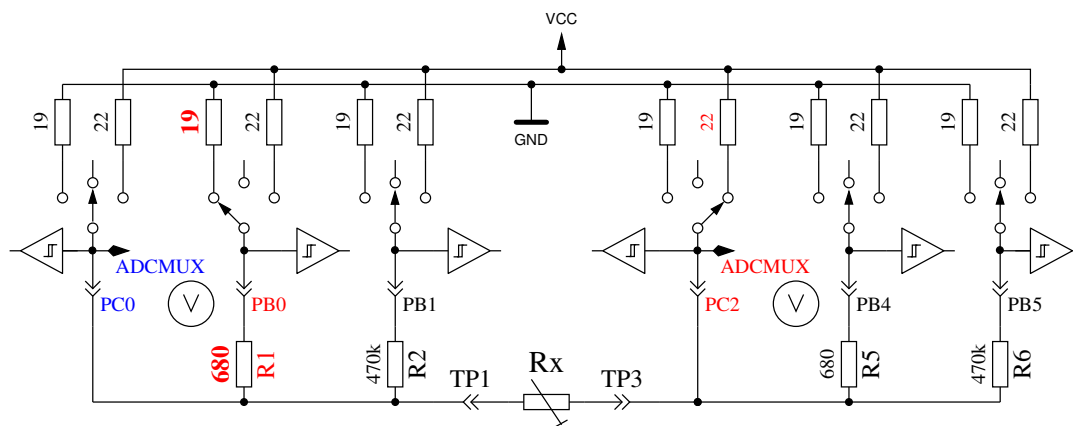 VCC
GND
19
22
19
22
19
22
19
22
19
22
19
22
ADCMUX
ADCMUX
PC0
V
PB0
PB1
PC2
V
PB4
PB5
680
R1
470k
R2
680
R5
470k
R6
TP1
Rx
TP3